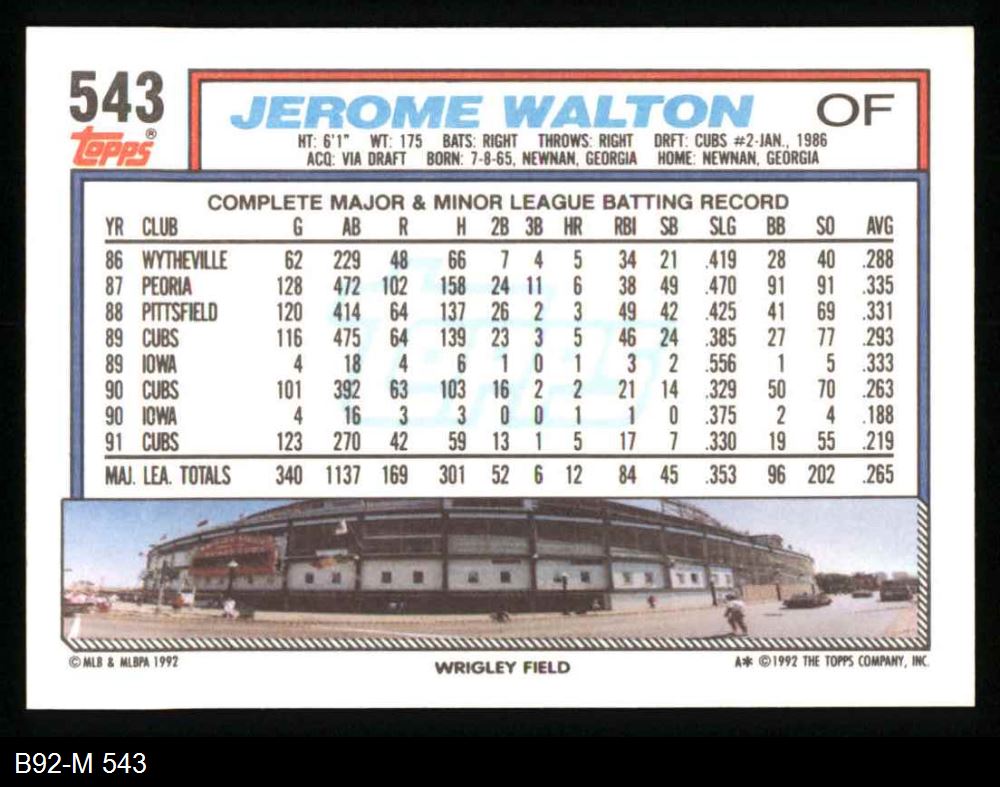 543
Topps®
JEROME WALTON OF
HT: 6'1" WT: 175 BATS: RIGHT THROWS: RIGHT DRFT: CUBS #2-JAN., 1986
ACQ: VIA DRAFT BORN: 7-8-65, NEWNAN, GEORGIA HOME: NEWNAN, GEORGIA
COMPLETE MAJOR & MINOR LEAGUE BATTING RECORD
YR CLUB G AB R H 2B 3B HR RBI SB SLG BB SO AVG
86 WYTHEVILLE 62 229 48 66 7 4 5 34 21 .419 28 40 .288
87 PEORIA 128 472 102 158 24 11 6 38 49 .470 91 91 .335
88 PITTSFIELD 120 414 64 137 26 2 3 49 42 .425 41 69 .331
89 CUBS 116 475 64 139 23 3 5 46 24 .385 27 77 .293
89 IOWA 4 18 4 6 1 0 1 3 2 .556 1 5 .333
90 CUBS 101 392 63 103 16 2 2 21 14 .329 50 70 .263
90 IOWA 4 16 3 3 0 0 1 1 0 .375 2 4 .188
91 CUBS 123 270 42 59 13 1 5 17 7 .330 19 55 .219
MAJ. LEA. TOTALS 340 1137 169 301 52 6 12 84 45 .353 96 202 .265
© MLB & MLBPA 1992
WRIGLEY FIELD
A* © 1992 THE TOPPS COMPANY, INC.
B92-M 543